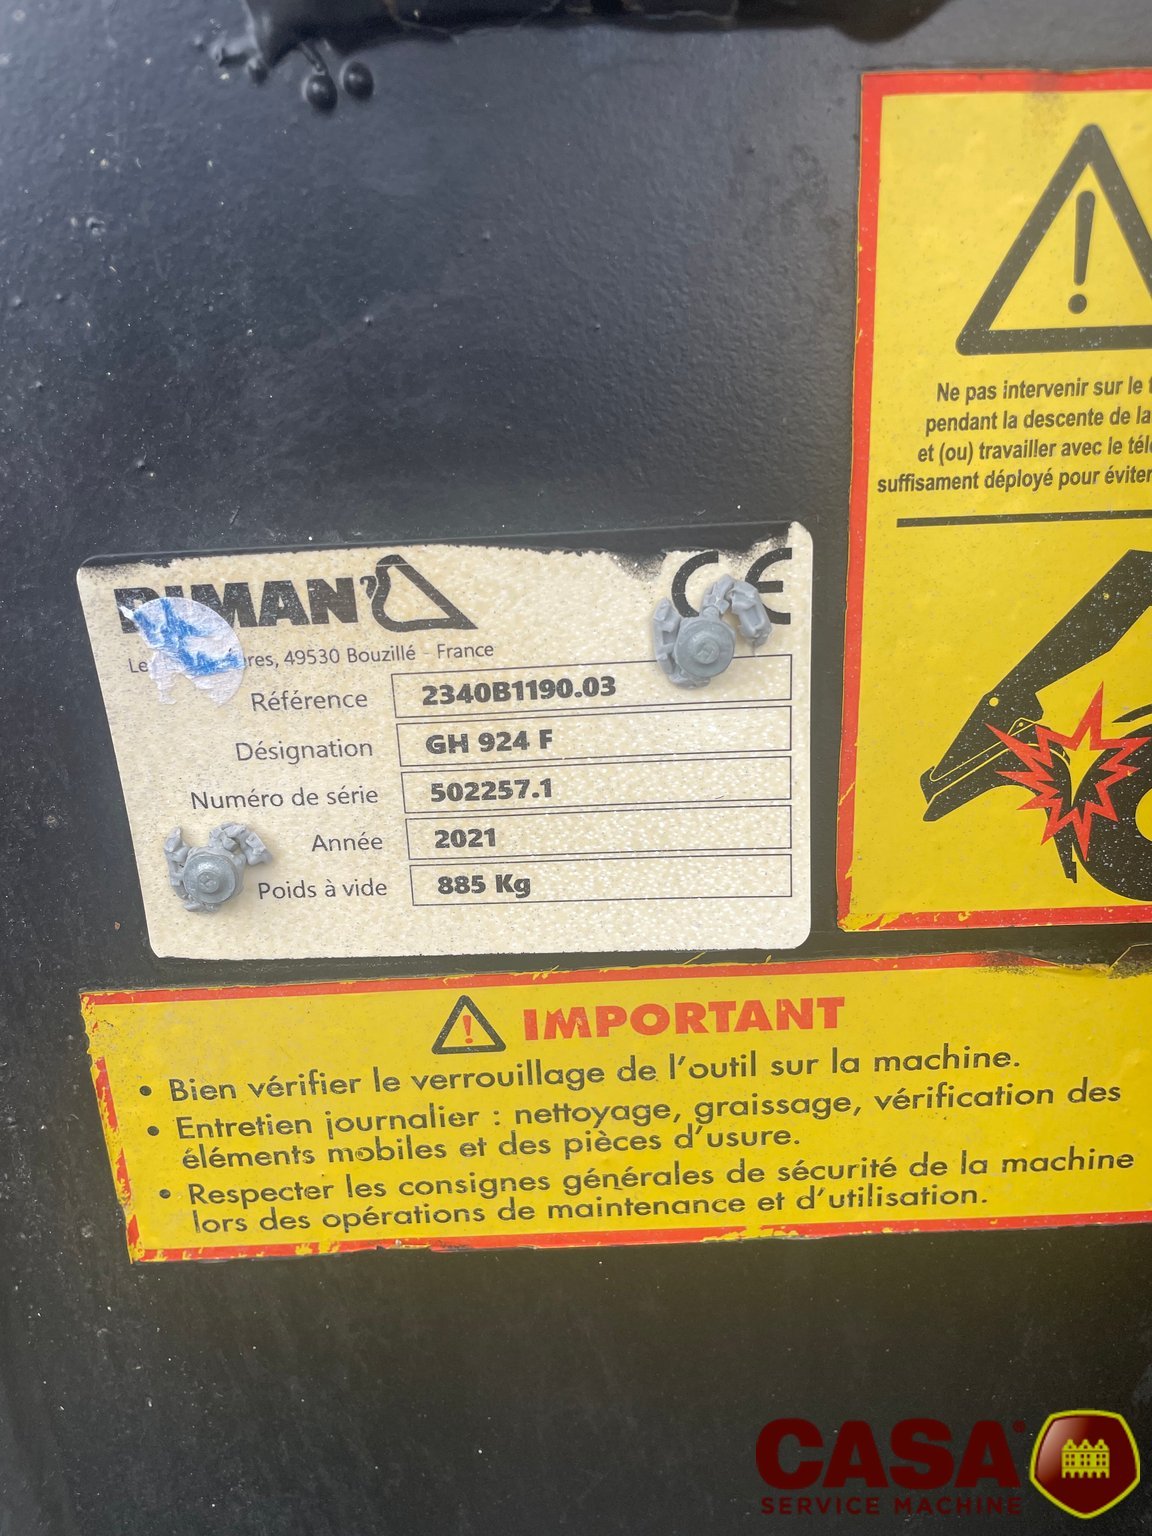 Ne pas intervenir sur le
pendant la descente de la
et (ou) travailler avec le
suffisament déployé pour éviter
DIMAN
CE
Le
49530 Bouzillé - France
Référence 2340B1190.03
Désignation GH 924 F
Numéro de série 502257.1
Année 2021
Poids à vide 885 Kg
IMPORTANT
• Bien vérifier le verrouillage de l'outil sur la machine.
• Entretien journalier : nettoyage, graissage, vérification des
éléments mobiles et des pièces d'usure.
• Respecter les consignes générales de sécurité de la machine
lors des opérations de maintenance et d'utilisation.
CASA
SERVICE MACHINE